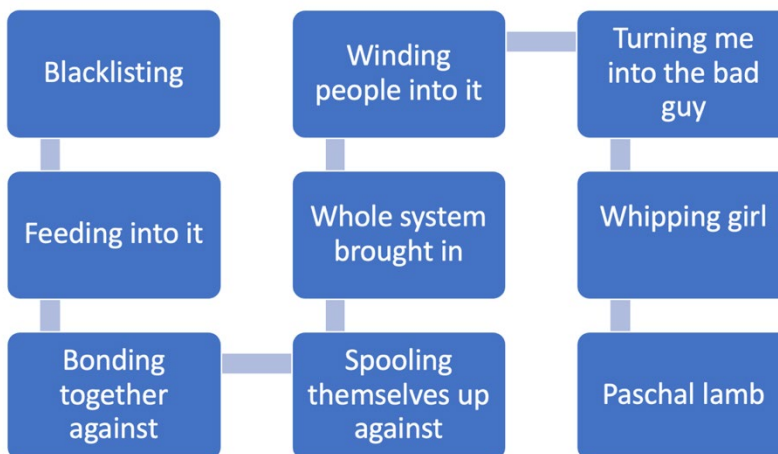 Blacklisting
Feeding into it
Bonding
together
against
Spooling
themselves up
against
Whole system
brought in
Winding
people into it
Turning me
into the bad
guy
Whipping girl
Paschal lamb